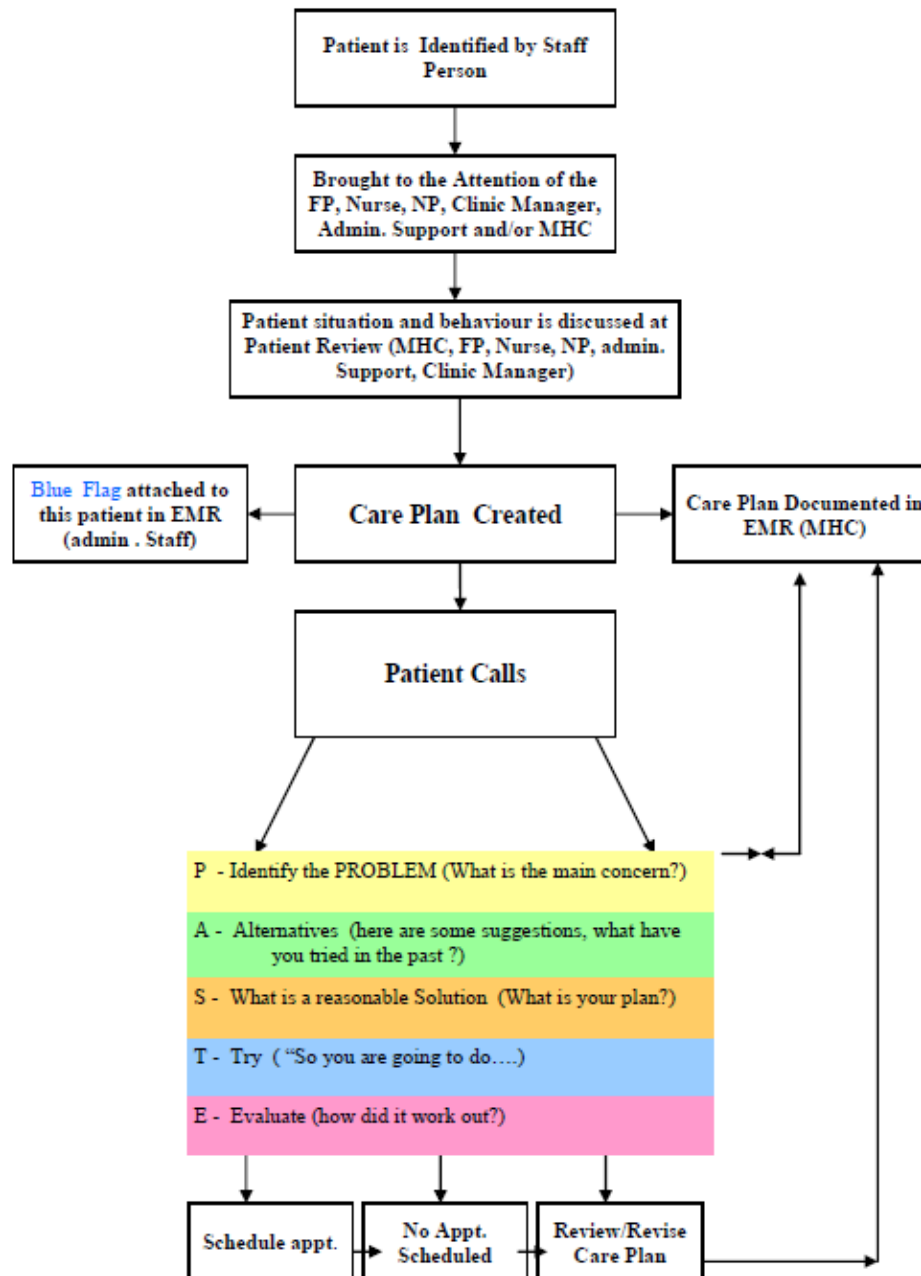 Patient is Identified by Staff
Person
Brought to the Attention of the
FP, Nurse, NP, Clinic Manager,
Admin. Support and/or MHC
Patient situation and behaviour is discussed at
Patient Review (MHC, FP, Nurse, NP, admin.
Support, Clinic Manager)
Blue Flag attached to
this patient in EMR
(admin . Staff)
Care Plan Created
Care Plan Documented in
EMR (MHC)
Patient Calls
P - Identify the PROBLEM (What is the main concern?)
A - Alternatives (here are some suggestions, what have
you tried in the past ?)
S - What is a reasonable Solution (What is your plan?)
T - Try ( “So you are going to do….)
E - Evaluate (how did it work out?)
Schedule appt.
No Appt.
Scheduled
Review/Revise
Care Plan